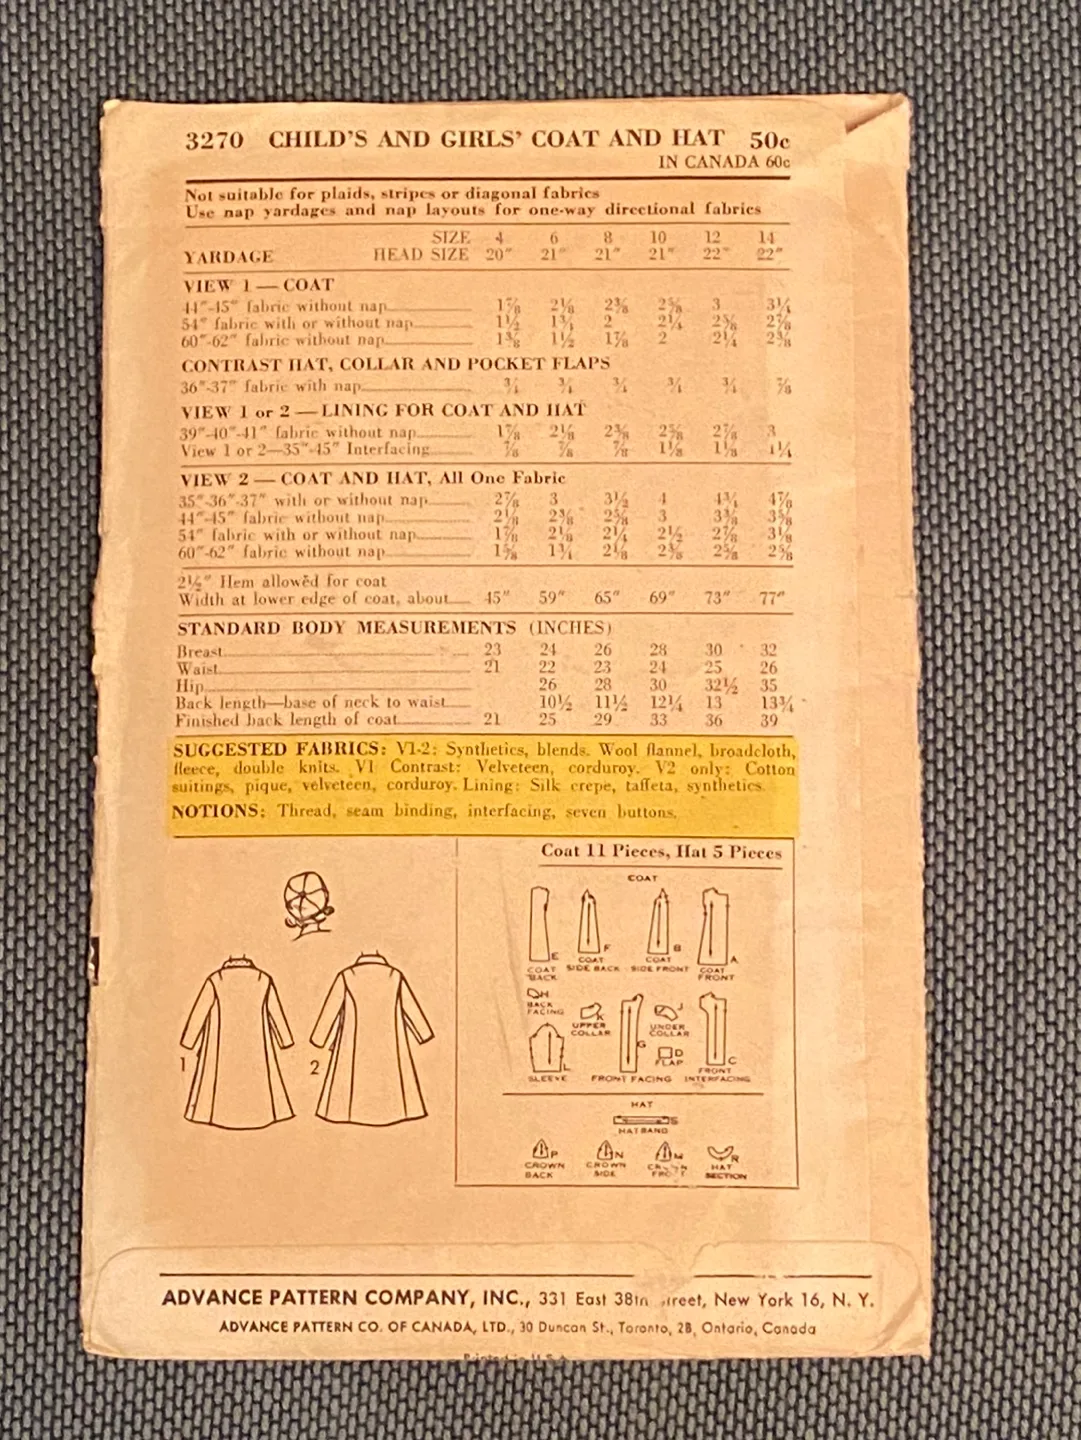 3270 CHILD'S AND GIRLS' COAT AND HAT 50c
IN CANADA 60c
Not suitable for plaids, stripes or diagonal fabrics
Use nap yardages and nap layouts for one-way directional fabrics
SIZE 4 6 8 10 12 14
YARDAGE HEAD SIZE 20" 21" 21" 21" 22" 22"
VIEW 1 — COAT
44"-45" fabric without nap 1⅞ 2⅛ 2⅜ 2⅝ 3 3¼
54" fabric with or without nap 1½ 1¾ 2 2¼ 2⅝ 2⅞
60"-62" fabric without nap 1⅜ 1½ 1⅞ 2 2¼ 2⅜
CONTRAST HAT, COLLAR AND POCKET FLAPS
36"-37" fabric with nap ¾ ¾ ¾ ¾ ¾ ⅞
VIEW 1 or 2 — LINING FOR COAT AND HAT
39"-40"-41" fabric without nap 1⅞ 2⅛ 2⅜ 2⅝ 2⅞ 3
View 1 or 2—35"-45" Interfacing ⅞ ⅞ ⅞ 1⅛ 1⅛ 1¼
VIEW 2 — COAT AND HAT, All One Fabric
35"-36"-37" with or without nap 2⅞ 3 3½ 4 4¾ 4⅞
44"-45" fabric without nap 2⅛ 2⅜ 2⅝ 3 3⅜ 3⅝
54" fabric with or without nap 1⅞ 2⅛ 2¼ 2½ 2⅞ 3⅛
60"-62" fabric without nap 1⅝ 1¾ 2⅛ 2⅜ 2⅝ 2⅝
2½" Hem allowed for coat
Width at lower edge of coat, about 45" 59" 65" 69" 73" 77"
STANDARD BODY MEASUREMENTS (INCHES)
Breast 23 24 26 28 30 32
Waist 21 22 23 24 25 26
Hip 26 28 30 32½ 35
Back length—base of neck to waist 10½ 11½ 12¼ 13 13¾
Finished back length of coat 21 25 29 33 36 39
SUGGESTED FABRICS: V1-2: Synthetics, blends. Wool flannel, broadcloth,
fleece, double knits. V1 Contrast: Velveteen, corduroy. V2 only: Cotton
suitings, pique, velveteen, corduroy. Lining: Silk crepe, taffeta, synthetics.
NOTIONS: Thread, seam binding, interfacing, seven buttons.
Coat 11 Pieces, Hat 5 Pieces
COAT
E F B A
COAT BACK COAT SIDE BACK COAT SIDE FRONT COAT FRONT
H K J
BACK FACING UPPER COLLAR UNDER COLLAR
G D FLAP C
L
SLEEVE FRONT FACING FRONT INTERFACING
1 2
HAT
S
HATBAND
P N M R
CROWN BACK CROWN SIDE HAT SECTION
ADVANCE PATTERN COMPANY, INC., 331 East 38th New York 16, N. Y.
ADVANCE PATTERN CO. OF CANADA, LTD., 30 Duncan St., Toronto, 2B, Ontario, Canada